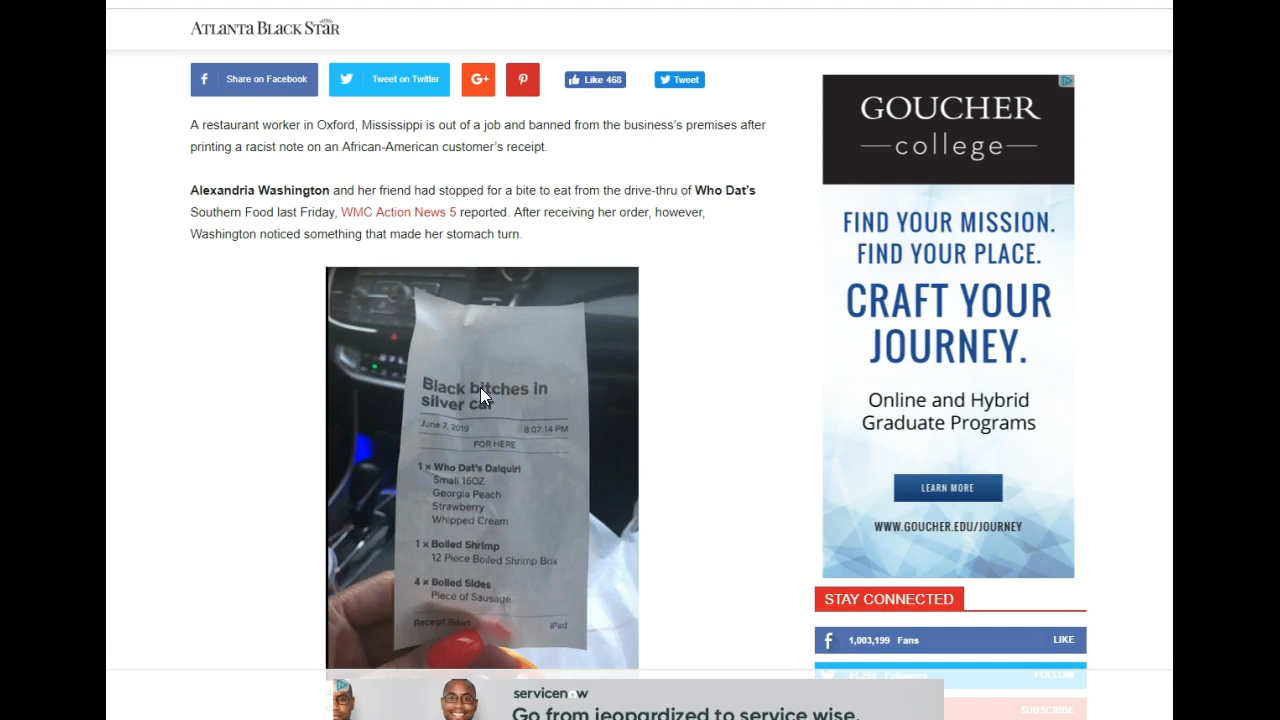 ATLANTA BLACK STAR
Share on Facebook
Tweet on Twitter
G+
Like 468
Tweet
A restaurant worker in Oxford, Mississippi is out of a job and banned from the business's premises after
printing a racist note on an African-American customer's receipt.
Alexandria Washington and her friend had stopped for a bite to eat from the drive-thru of Who Dat's
Southern Food last Friday, WMC Action News 5 reported. After receiving her order, however,
Washington noticed something that made her stomach turn.
Black bitches in
silver car
June 7, 2019 8:07:14 PM
FOR HERE
1 x Who Dat's Daiquiri
Small 16OZ
Georgia Peach
Strawberry
Whipped Cream
1 x Boiled Shrimp
12 Piece Boiled Shrimp Box
4 x Boiled Sides
Piece of Sausage
Receipt iPad
GOUCHER
college
FIND YOUR MISSION.
FIND YOUR PLACE.
CRAFT YOUR
JOURNEY.
Online and Hybrid
Graduate Programs
LEARN MORE
WWW.GOUCHER.EDU/JOURNEY
STAY CONNECTED
1,003,199 Fans LIKE
Followers FOLLOW
SUBSCRIBE
servicenow
Go from jeopardized to service wise.